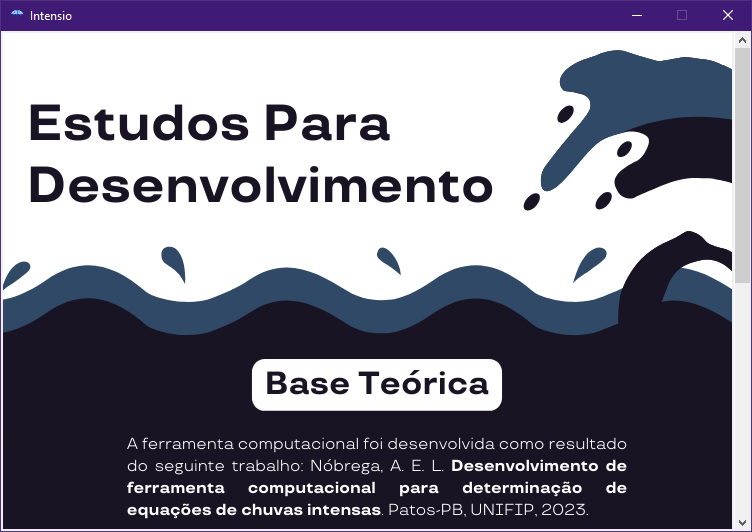 Intensio
Estudos Para
Desenvolvimento
Base Teórica
A ferramenta computacional foi desenvolvida como resultado
do seguinte trabalho: Nóbrega, A. E. L. Desenvolvimento de
ferramenta computacional para determinação de
equações de chuvas intensas. Patos-PB, UNIFIP, 2023.